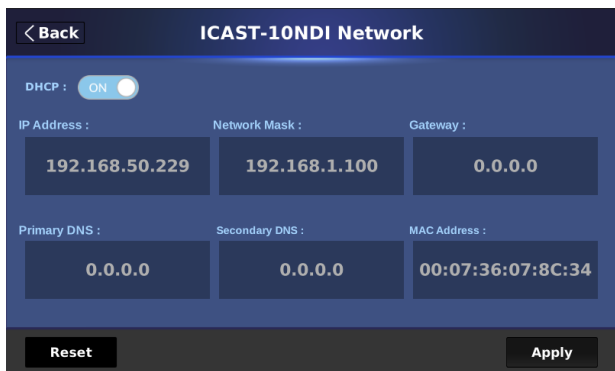 Back
ICAST-10NDI Network
DHCP :
ON
IP Address :
Network Mask :
Gateway :
192.168.50.229
192.168.1.100
0.0.0.0
Primary DNS :
Secondary DNS :
MAC Address :
0.0.0.0
0.0.0.0
00:07:36:07:8C:34
Reset
Apply